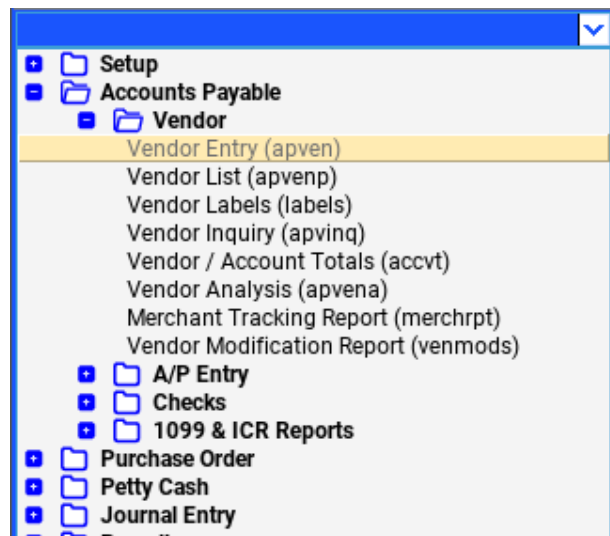 Setup
Accounts Payable
Vendor
Vendor Entry (apven)
Vendor List (apvenp)
Vendor Labels (labels)
Vendor Inquiry (apvinq)
Vendor / Account Totals (accvt)
Vendor Analysis (apvena)
Merchant Tracking Report (merchrpt)
Vendor Modification Report (venmods)
A/P Entry
Checks
1099 & ICR Reports
Purchase Order
Petty Cash
Journal Entry